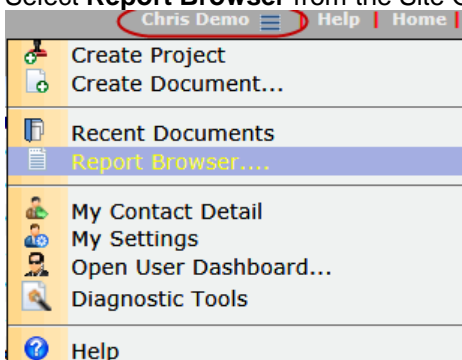 Select Report Browser from the Site
Chris Demo | Help | Home |
Create Project
Create Document...
Recent Documents
Report Browser....
My Contact Detail
My Settings
Open User Dashboard...
Diagnostic Tools
Help